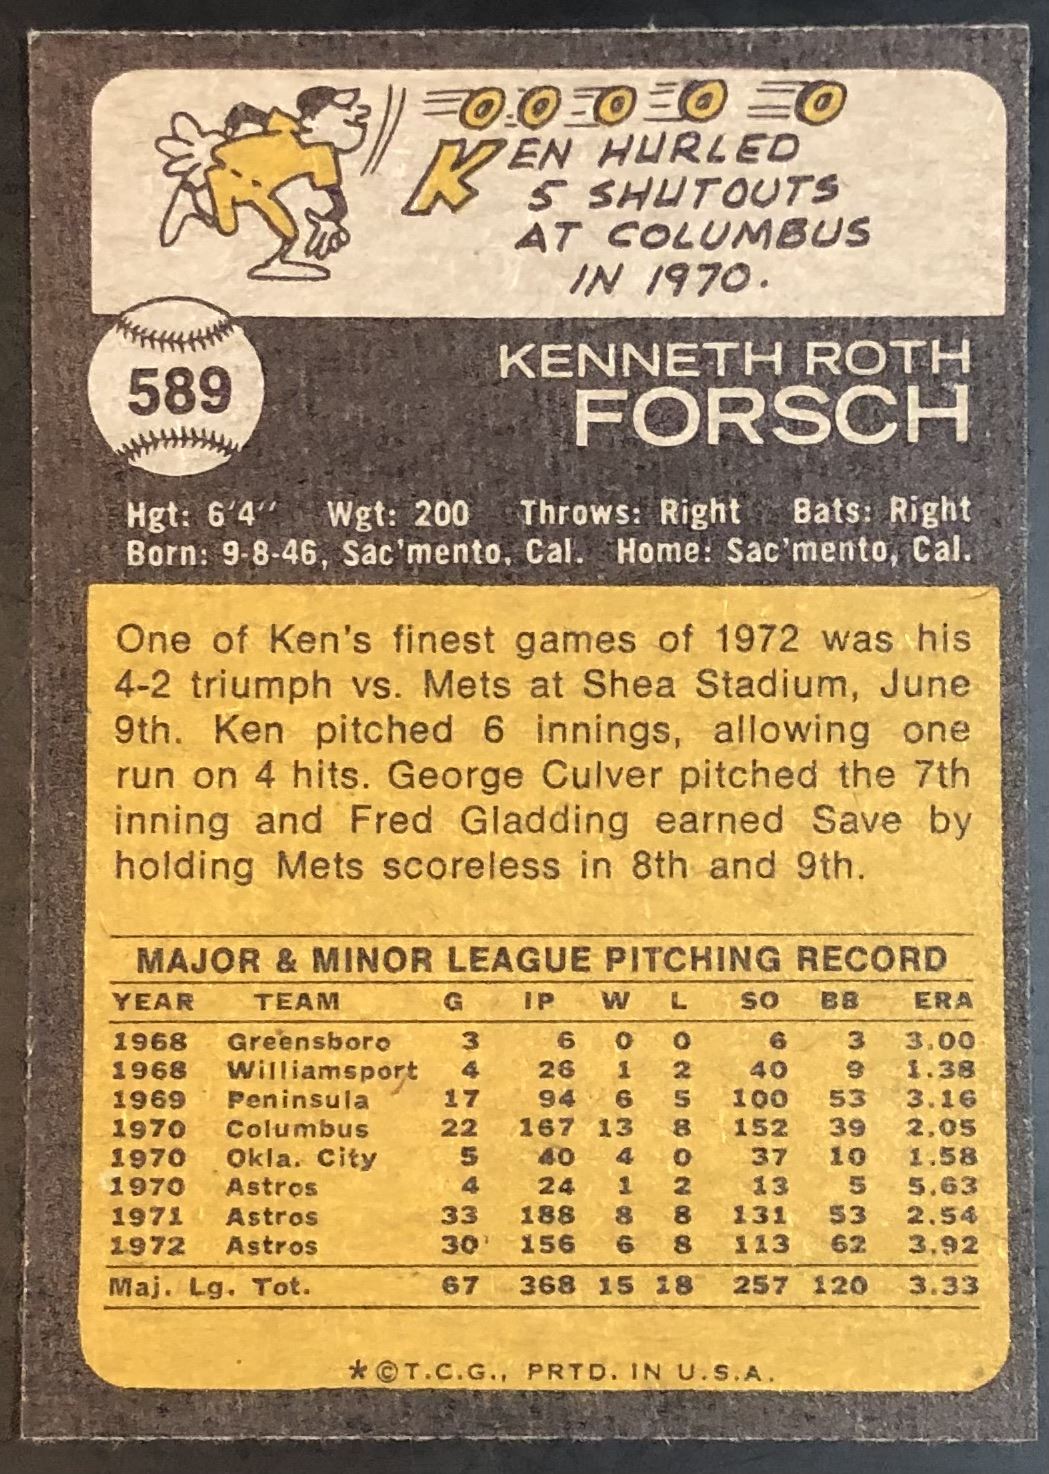 0 0 0 0 0
KEN HURLED
5 SHUTOUTS
AT COLUMBUS
IN 1970.
589
KENNETH ROTH
FORSCH
Hgt: 6'4" Wgt: 200 Throws: Right Bats: Right
Born: 9-8-46, Sac'mento, Cal. Home: Sac'mento, Cal.
One of Ken's finest games of 1972 was his
4-2 triumph vs. Mets at Shea Stadium, June
9th. Ken pitched 6 innings, allowing one
run on 4 hits. George Culver pitched the 7th
inning and Fred Gladding earned Save by
holding Mets scoreless in 8th and 9th.
MAJOR & MINOR LEAGUE PITCHING RECORD
YEAR TEAM G IP W L SO BB ERA
1968 Greensboro 3 6 0 0 6 3 3.00
1968 Williamsport 4 26 1 2 40 9 1.38
1969 Peninsula 17 94 6 5 100 53 3.16
1970 Columbus 22 167 13 8 152 39 2.05
1970 Okla. City 5 40 4 0 37 10 1.58
1970 Astros 4 24 1 2 13 5 5.63
1971 Astros 33 188 8 8 131 53 2.54
1972 Astros 30 156 6 8 113 62 3.92
Maj. Lg. Tot. 67 368 15 18 257 120 3.33
*©T.C.G., PRTD. IN U.S.A.